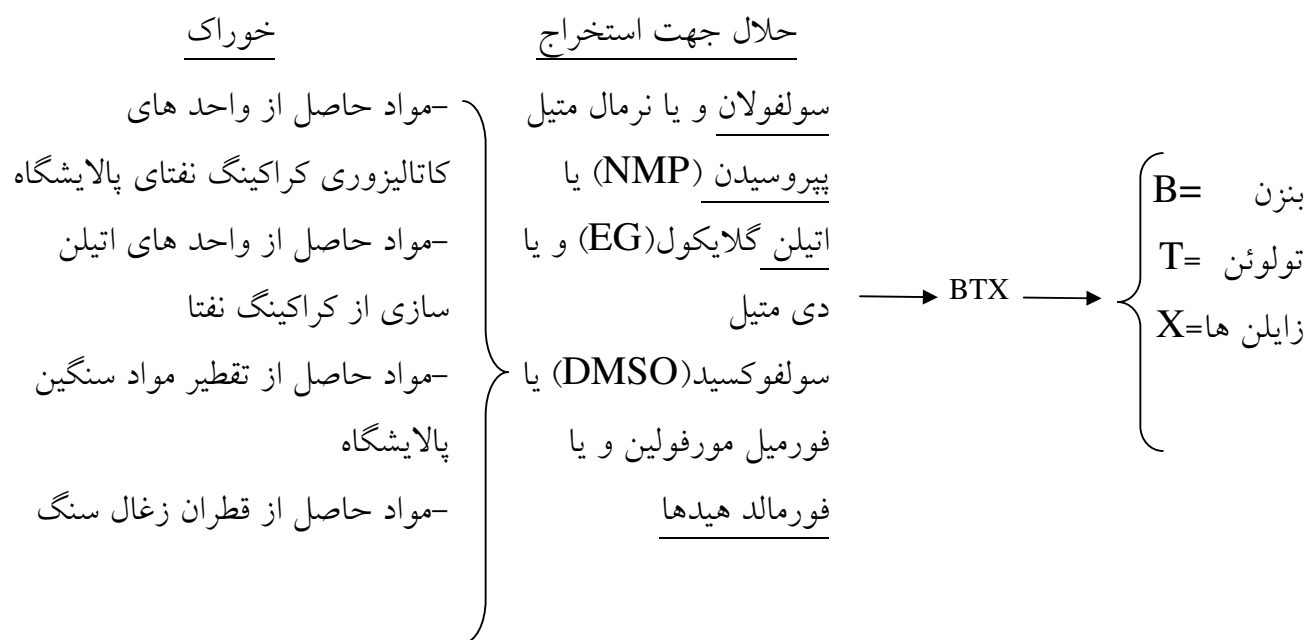 خوراک
-مواد حاصل از واحد های
کاتالیزوری کراکینگ نفتای پالایشگاه
-مواد حاصل از واحد های اتیلن
سازی از کراکینگ نفتا
-مواد حاصل از تقطیر مواد سنگین
پالایشگاه
-مواد حاصل از قطران زغال سنگ
حلال جهت استخراج
سولفولان و یا نرمال متیل
پیروسیدن (NMP) یا
اتیلن گلایکول(EG) و یا
دی متیل
سولفوکسید(DMSO) یا
فورمیل مورفولین و یا
فورمالد هیدها
BTX
بنزن =B
تولوئن =T
زایلن ها=X